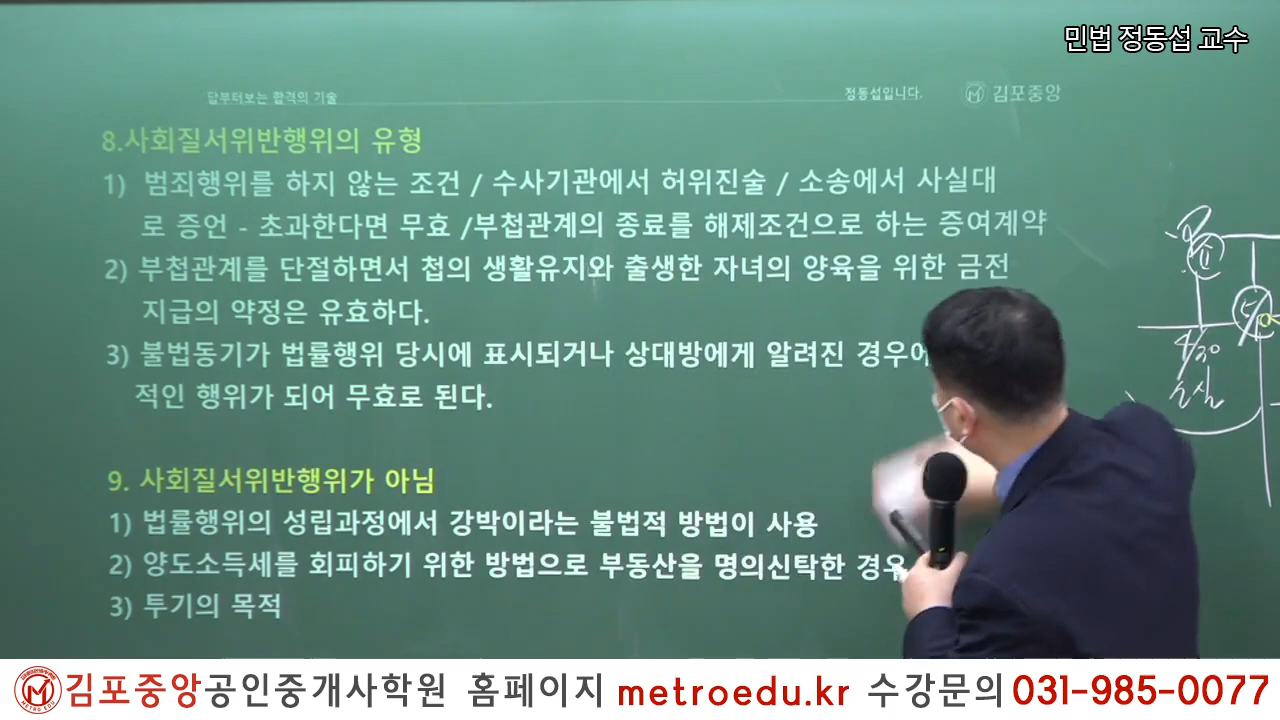 민법 정동섭 교수
답부터보는 합격의 기술
정동섭입니다. 김포중앙
8.사회질서위반행위의 유형
1) 범죄행위를 하지 않는 조건 / 수사기관에서 허위진술 / 소송에서 사실대
로 증언 - 초과한다면 무효 /부첩관계의 종료를 해제조건으로 하는 증여계약
2) 부첩관계를 단절하면서 첩의 생활유지와 출생한 자녀의 양육을 위한 금전
지급의 약정은 유효하다.
3) 불법동기가 법률행위 당시에 표시되거나 상대방에게 알려진 경우에
적인 행위가 되어 무효로 된다.
9. 사회질서위반행위가 아님
1) 법률행위의 성립과정에서 강박이라는 불법적 방법이 사용
2) 양도소득세를 회피하기 위한 방법으로 부동산을 명의신탁한 경우
3) 투기의 목적
4/30
김포중앙공인중개사학원 홈페이지 metroedu.kr 수강문의 031-985-0077
METRO EDU